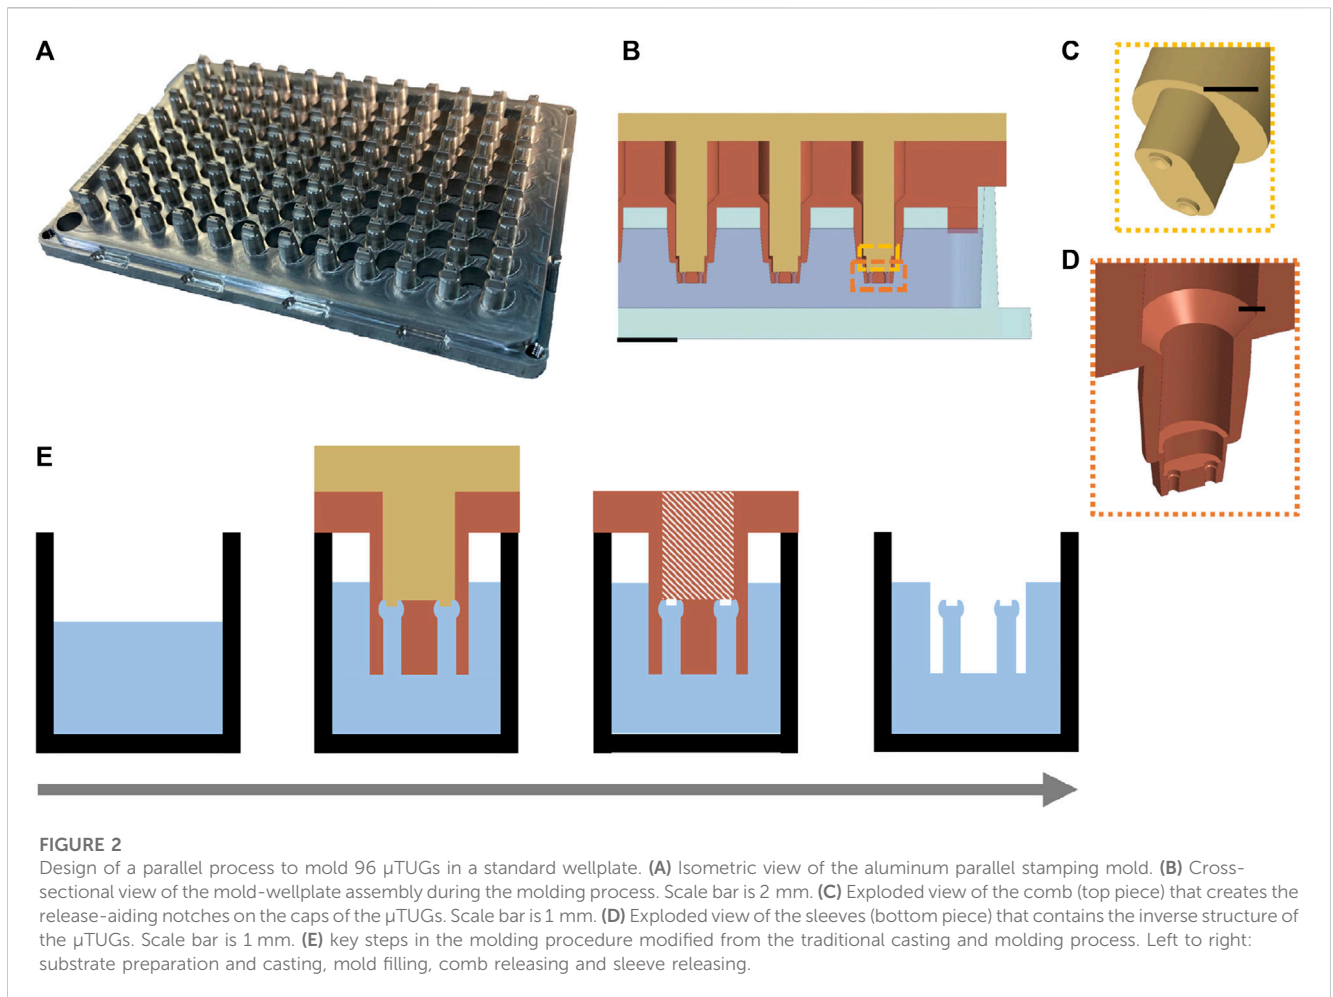 A
B
C
D
E
FIGURE 2
Design of a parallel process to mold 96 μTUGs in a standard wellplate. (A) Isometric view of the aluminum parallel stamping mold. (B) Cross-
sectional view of the mold-wellplate assembly during the molding process. Scale bar is 2 mm. (C) Exploded view of the comb (top piece) that creates the
release-aiding notches on the caps of the μTUGs. Scale bar is 1 mm. (D) Exploded view of the sleeves (bottom piece) that contains the inverse structure of
the μTUGs. Scale bar is 1 mm. (E) key steps in the molding procedure modified from the traditional casting and molding process. Left to right:
substrate preparation and casting, mold filling, comb releasing and sleeve releasing.